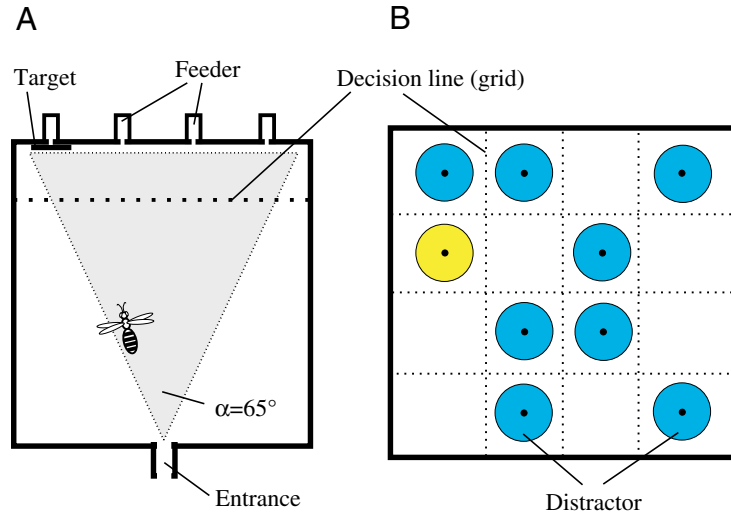 A
B
Target
Feeder
Decision line (grid)
α=65°
Entrance
Distractor